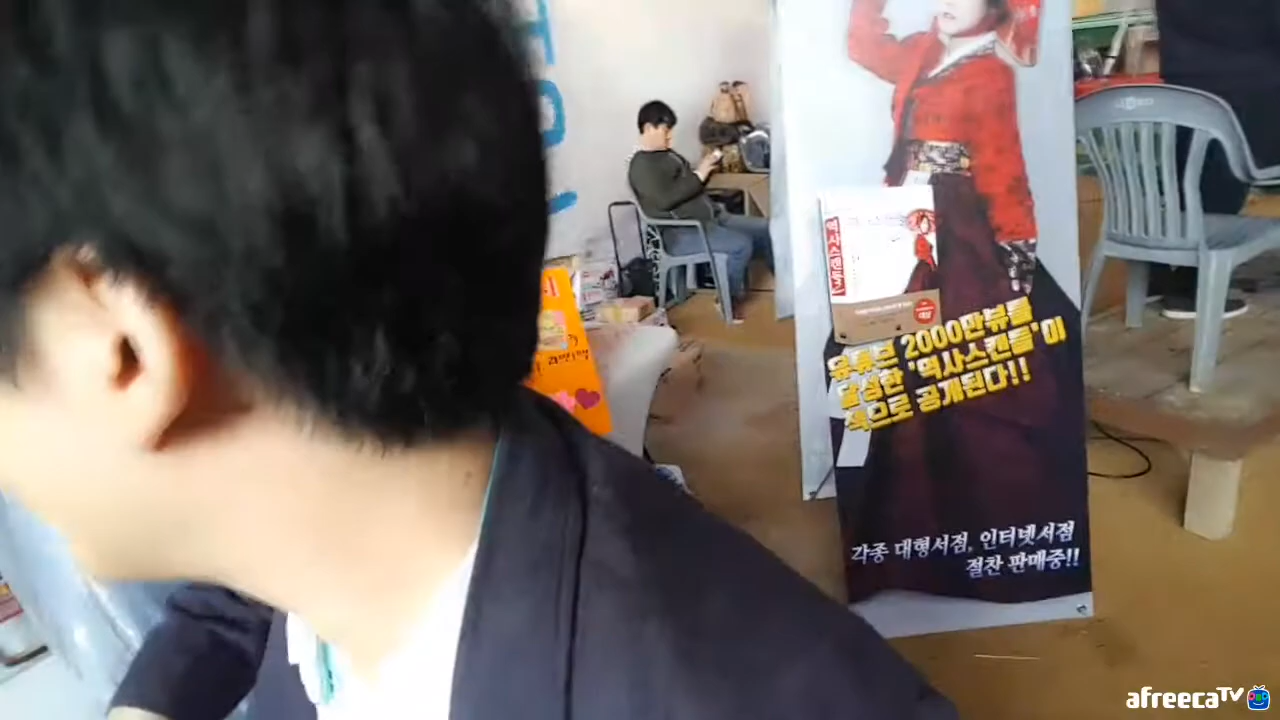 역사스캔들
유튜브 2000만뷰를
달성한 '역사스캔들'이
책으로 공개된다!!
각종 대형서점, 인터넷서점
절찬 판매중!!
afreecaTV